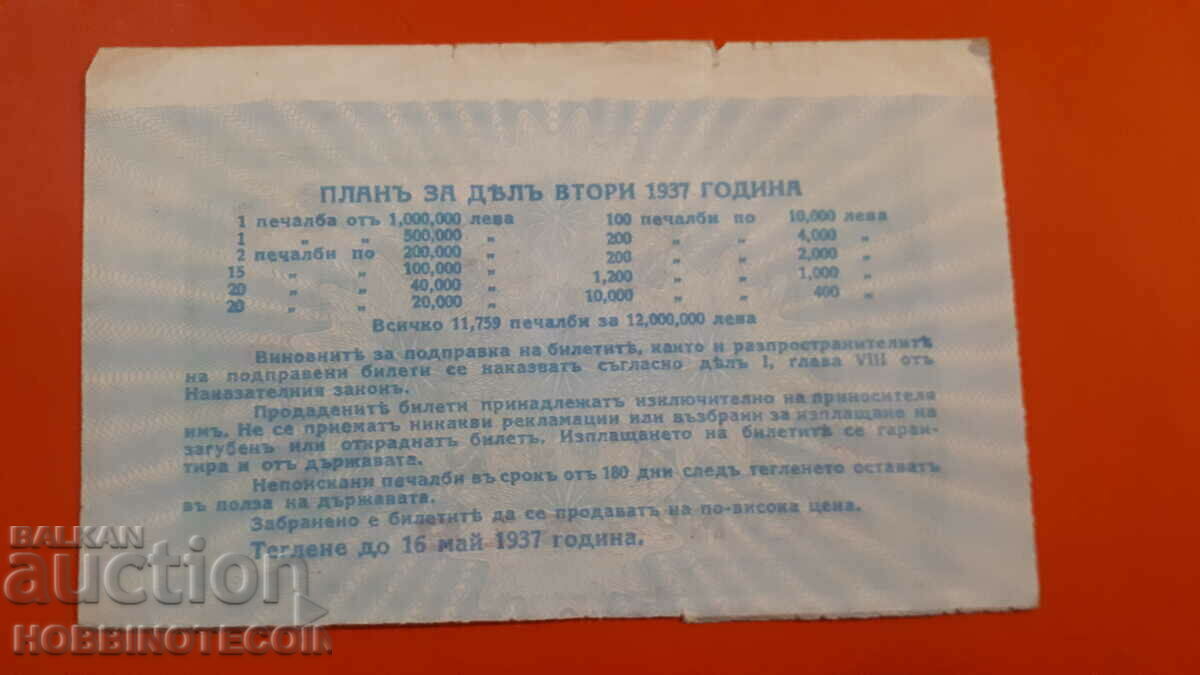 ПЛАНЪ ЗА ДѢЛЪ ВТОРИ 1937 ГОДИНА
1 печалба отъ 1,000,000 лева
1 „ „ 500,000 „
2 печалби по 200,000 „
15 „ „ 100,000 „
20 „ „ 40,000 „
20 „ „ 20,000 „
100 печалби по 10,000 лева
200 „ „ 4,000 „
200 „ „ 2,000 „
1,200 „ „ 1,000 „
10,000 „ „ 400 „
Всичко 11,759 печалби за 12,000,000 лева
Виновнитѣ за подправка на билетитѣ, както и разпространителитѣ
на подправени билети се наказватъ съгласно дѣлъ I, глава VIII отъ
Наказателния законъ.
Продаденитѣ билети принадлежатъ изключително на приносителя
имъ. Не се приематъ никакви рекламации или възбрани за изплащане на
загубенъ или откраднатъ билетъ. Изплащането на билетитѣ се гаран-
тира и отъ държавата.
Непоискани печалби въ срокъ отъ 180 дни следъ тегленето оставатъ
въ полза на държавата.
Забранено е билетитѣ да се продаватъ на по-висока цена.
Теглене до 16 май 1937 година.
BALKAN
auction
HOBBINOTECOIN